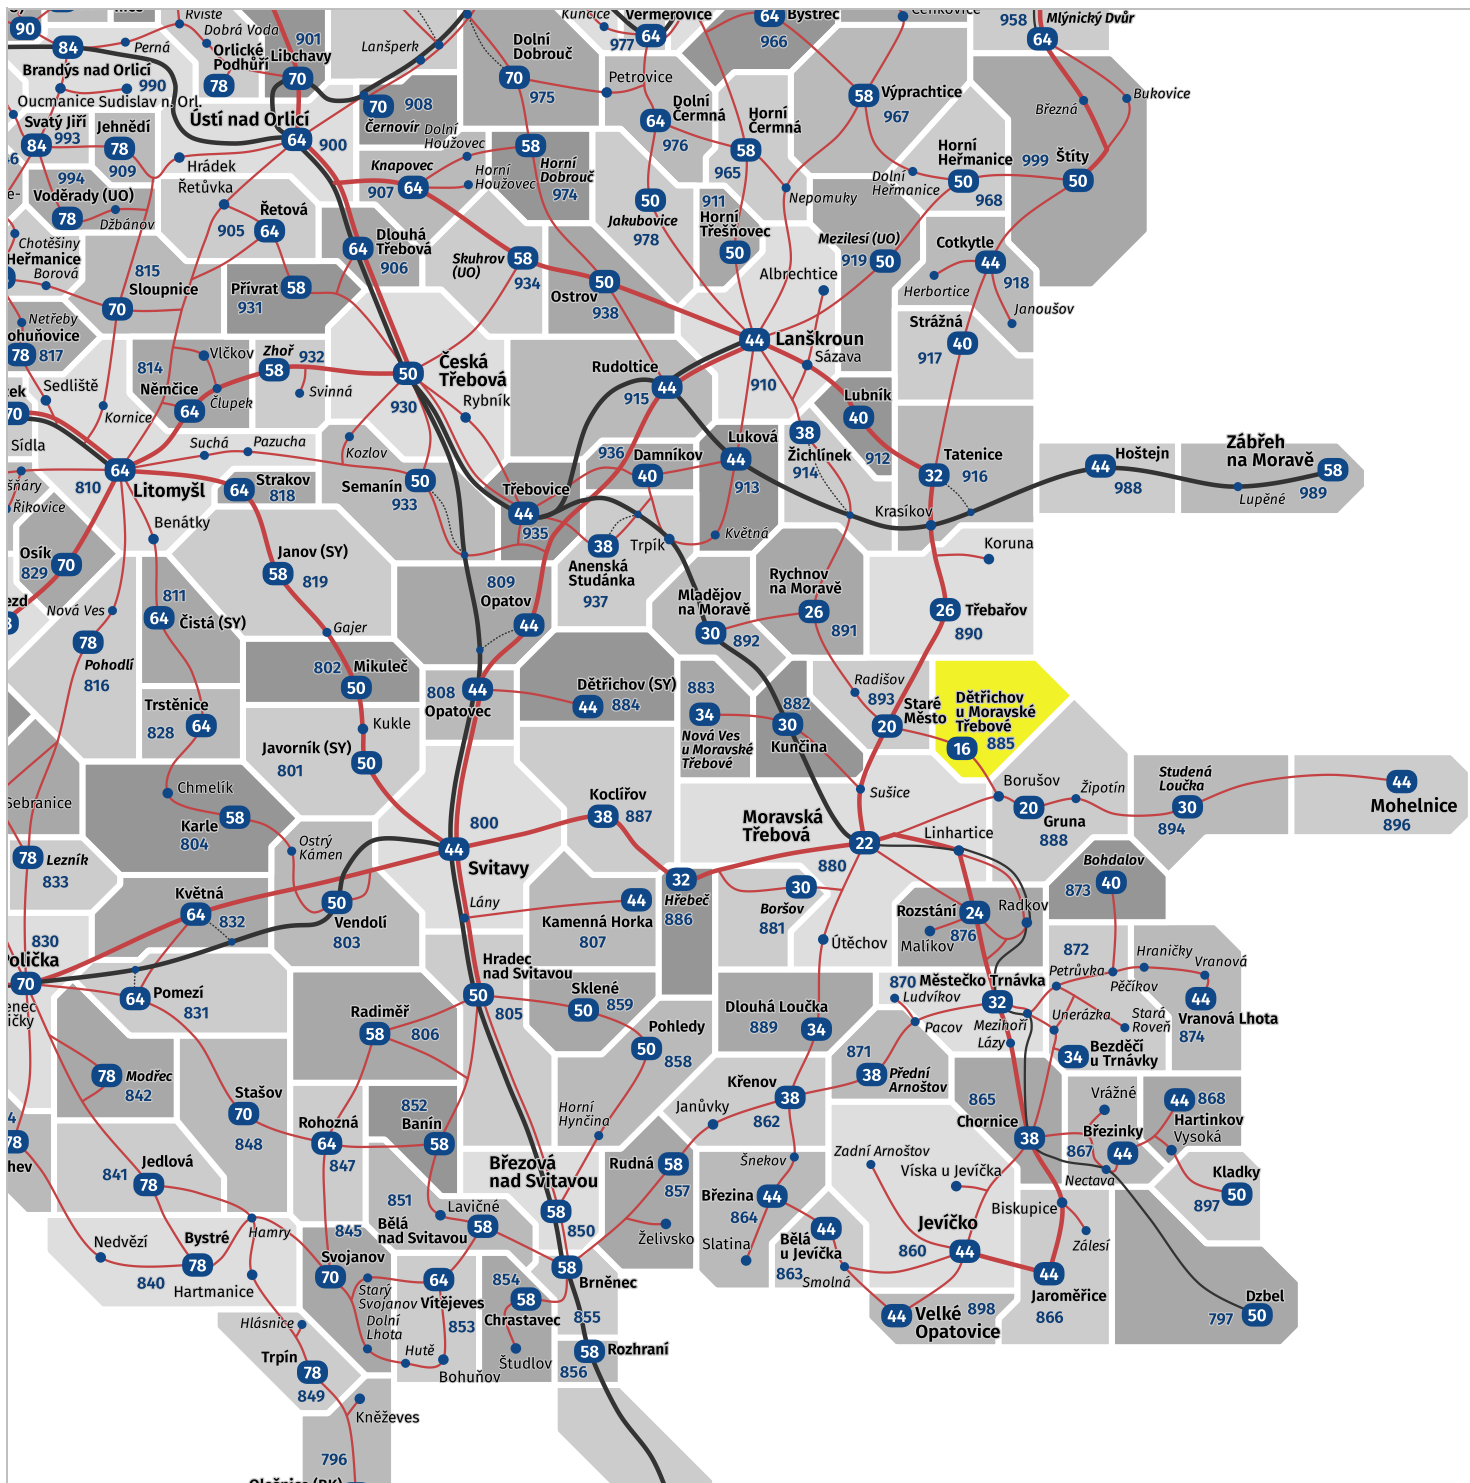 90
84
Perná
Brandýs nad Orlicí
990
Oucmanice
Sudislav n. Orl.
Rviště
Dobrá Voda
Orlické
Podhůří
78
901
Libchavy
70
Lanšperk
70
908
Černovír
Dolní
Houžovec
Dolní
Dobrouč
70
975
Kunčice
977
Vermeřovice
64
Petrovice
64
Bystřec
966
Čenkovice
958
Mlýnický Dvůr
64
Bukovice
Březná
Svatý Jiří
84
993
Jehnědí
78
909
Ústí nad Orlicí
64
900
Hrádek
994
Voděrady (UO)
78
Džbánov
Řetůvka
905
Řetová
64
Knapovec
907
64
Horní
Houžovec
58
Horní
Dobrouč
974
Dolní
Čermná
64
976
Horní
Čermná
58
965
Výprachtice
58
967
Nepomuky
Dolní
Heřmanice
Horní
Heřmanice
50
968
999
Štíty
50
50
Jakubovice
978
911
Horní
Třešňovec
50
Mezilesí (UO)
919
50
Cotkytle
44
918
Herbortice
Janoušov
Chotěšiny
Heřmanice
Borová
815
Sloupnice
70
Přívrat
58
931
64
Dlouhá
Třebová
906
Skuhrov
(UO)
58
934
50
Ostrov
938
Albrechtice
Strážná
40
917
Netřeby
78
817
Sedliště
Kornice
814
Vlčkov
Němčice
64
Člupek
Zhoř
58
932
Svinná
50
Česká
Třebová
930
Rybník
Rudoltice
44
915
44
Lanškroun
Sázava
910
Lubník
40
912
Tatenice
32
916
Krasíkov
44
Hoštejn
988
Lupěné
Zábřeh
na Moravě
58
989
70
Sídla
Řikovice
64
810
Litomyšl
Suchá
Pazucha
Kozlov
64
Strakov
818
Semanín
50
933
Třebovice
44
935
936
Damníkov
40
Luková
44
913
38
Žichlínek
914
Květná
Trpík
38
Anenská
Studánka
937
Benátky
Osík
70
829
Nová Ves
78
Pohodlí
816
811
64
Čistá (SY)
Janov (SY)
58
819
Gajer
809
Opatov
44
Mladějov
na Moravě
30
892
Rychnov
na Moravě
26
891
Koruna
26
Třebařov
890
Trstěnice
64
828
802
Mikuleč
50
Kukle
Javorník (SY)
801
50
808
44
Opatovec
Dětřichov (SY)
44
884
883
34
Nová Ves
u Moravské
Třebové
882
30
Kunčina
Radišov
893
Staré
Město
20
Dětřichov
u Moravské
Třebové
16
885
Sebranice
Chmelík
58
Karle
804
Ostrý
Kámen
800
44
Svitavy
Koclířov
38
887
Moravská
Třebová
22
880
Sušice
Linhartice
Borušov
20
Gruna
888
Žipotín
Studená
Loučka
30
894
44
Mohelnice
896
78
Lezník
833
Květná
64
832
50
Vendolí
803
Lány
44
Kamenná Horka
807
32
Hřebeč
886
30
Boršov
881
Útěchov
Rozstání
24
876
Malíkov
Radkov
Bohdalov
873
40
830
Polička
70
Pomezí
64
831
Hradec
nad Svitavou
50
805
Sklené
50
859
Radiměř
58
806
Pohledy
50
858
Dlouhá Loučka
889
34
870
Ludvíkov
Pacov
Městečko Trnávka
32
Mezihoří
Lázy
872
Petrůvka
Pěčíkov
Hraničky
Vranová
44
Vranová Lhota
874
Unerázka
Stará
Roveň
34
Bezděčí
u Trnávky
78
Modřec
842
Stašov
70
848
Rohozná
64
847
852
Banín
58
Horní
Hynčina
Janůvky
Křenov
38
862
871
38
Přední
Arnoštov
865
Chornice
38
Vrážné
Březinky
867
44
Nectava
44
868
Hartinkov
Vysoká
Kladky
50
897
78
841
Jedlová
78
Březová
nad Svitavou
58
850
Rudná
58
857
Želivsko
Šnekov
Březina
44
864
Slatina
Zadní Arnoštov
Víska u Jevíčka
Biskupice
Zálesí
Nedvězí
Bystré
78
840
Hartmanice
Hamry
845
Svojanov
70
851
Bělá
nad Svitavou
Lavičné
58
64
Vítějeves
853
854
58
Chrastavec
58
Brněnec
855
44
Bělá
u Jevíčka
863
Smolná
Jevíčko
860
44
44
Jaroměřice
866
44
Velké
Opatovice
898
Dzbel
797
50
Hlásnice
Trpín
78
849
Starý
Svojanov
Dolní
Lhota
Hutě
Bohuňov
Študlov
58
Rozhraní
856
Kněževes
796